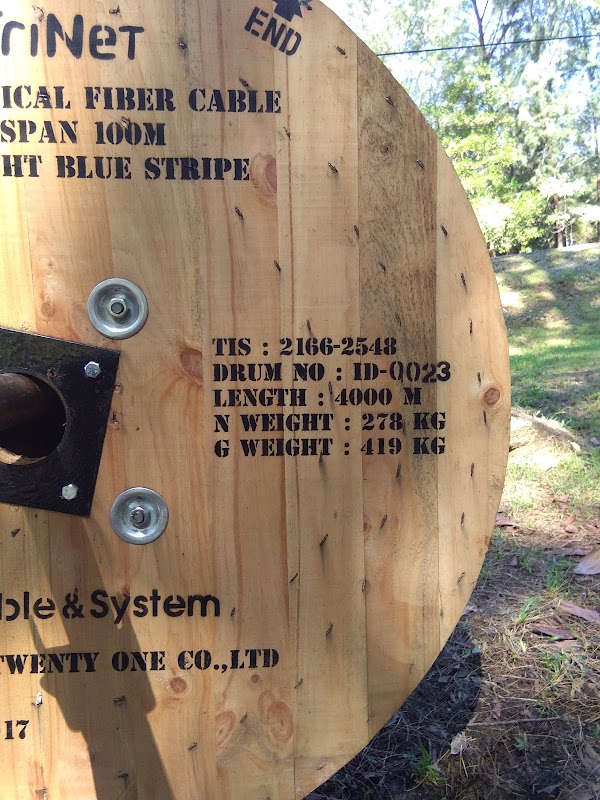 END
TriNet
ICAL FIBER CABLE
SPAN 100M
HT BLUE STRIPE
TIS : 2166-2548
DRUM NO : ID-0023
LENGTH : 4000 M
N WEIGHT : 278 KG
G WEIGHT : 419 KG
ble & System
TWENTY ONE CO.,LTD
17